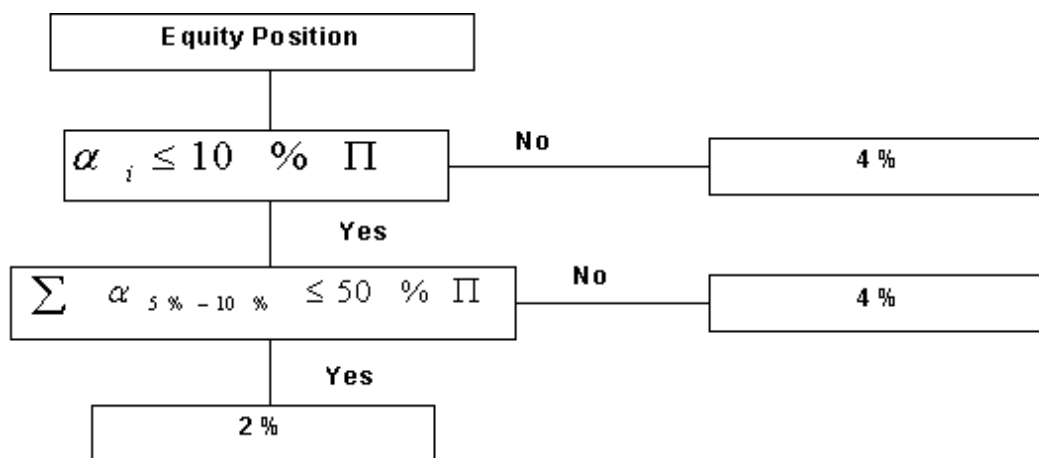 Equity Position
α i ≤ 10 % Π
No
4 %
Yes
∑ α 5 % – 10 % ≤ 50 % Π
No
4 %
Yes
2 %